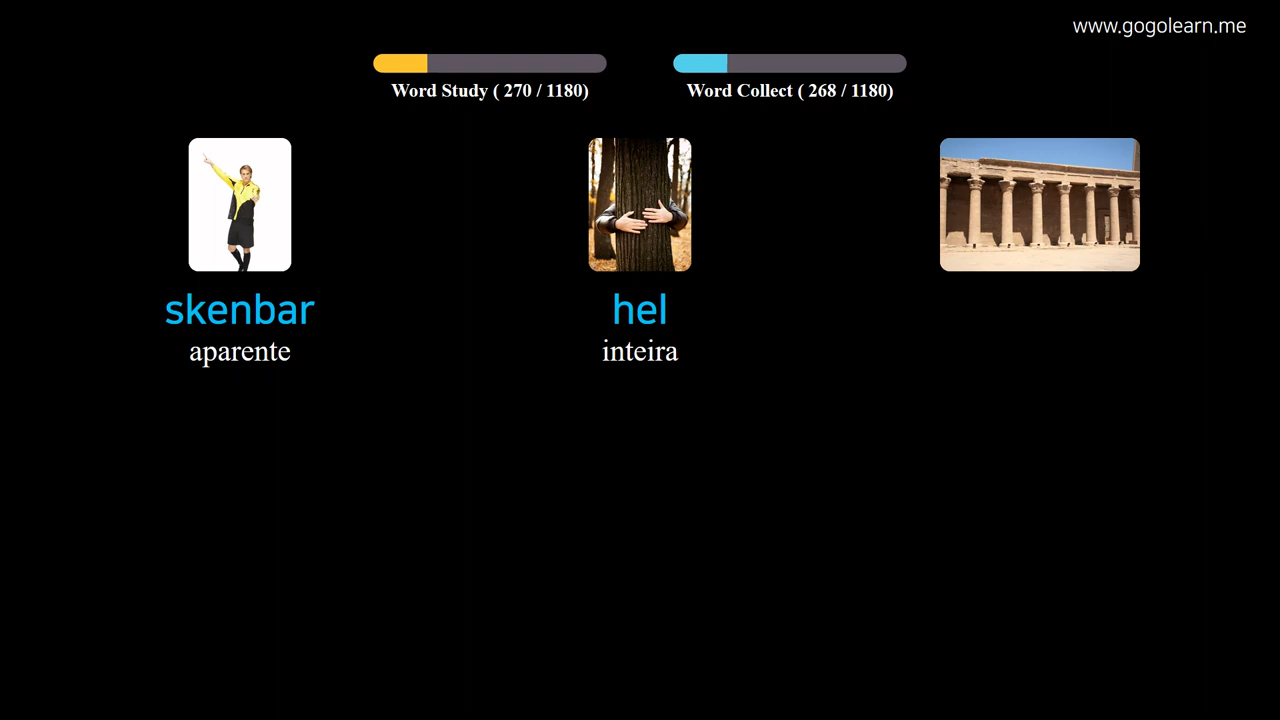 www.gogolearn.me
Word Study ( 270 / 1180)
Word Collect ( 268 / 1180)
skenbar
aparente
hel
inteira